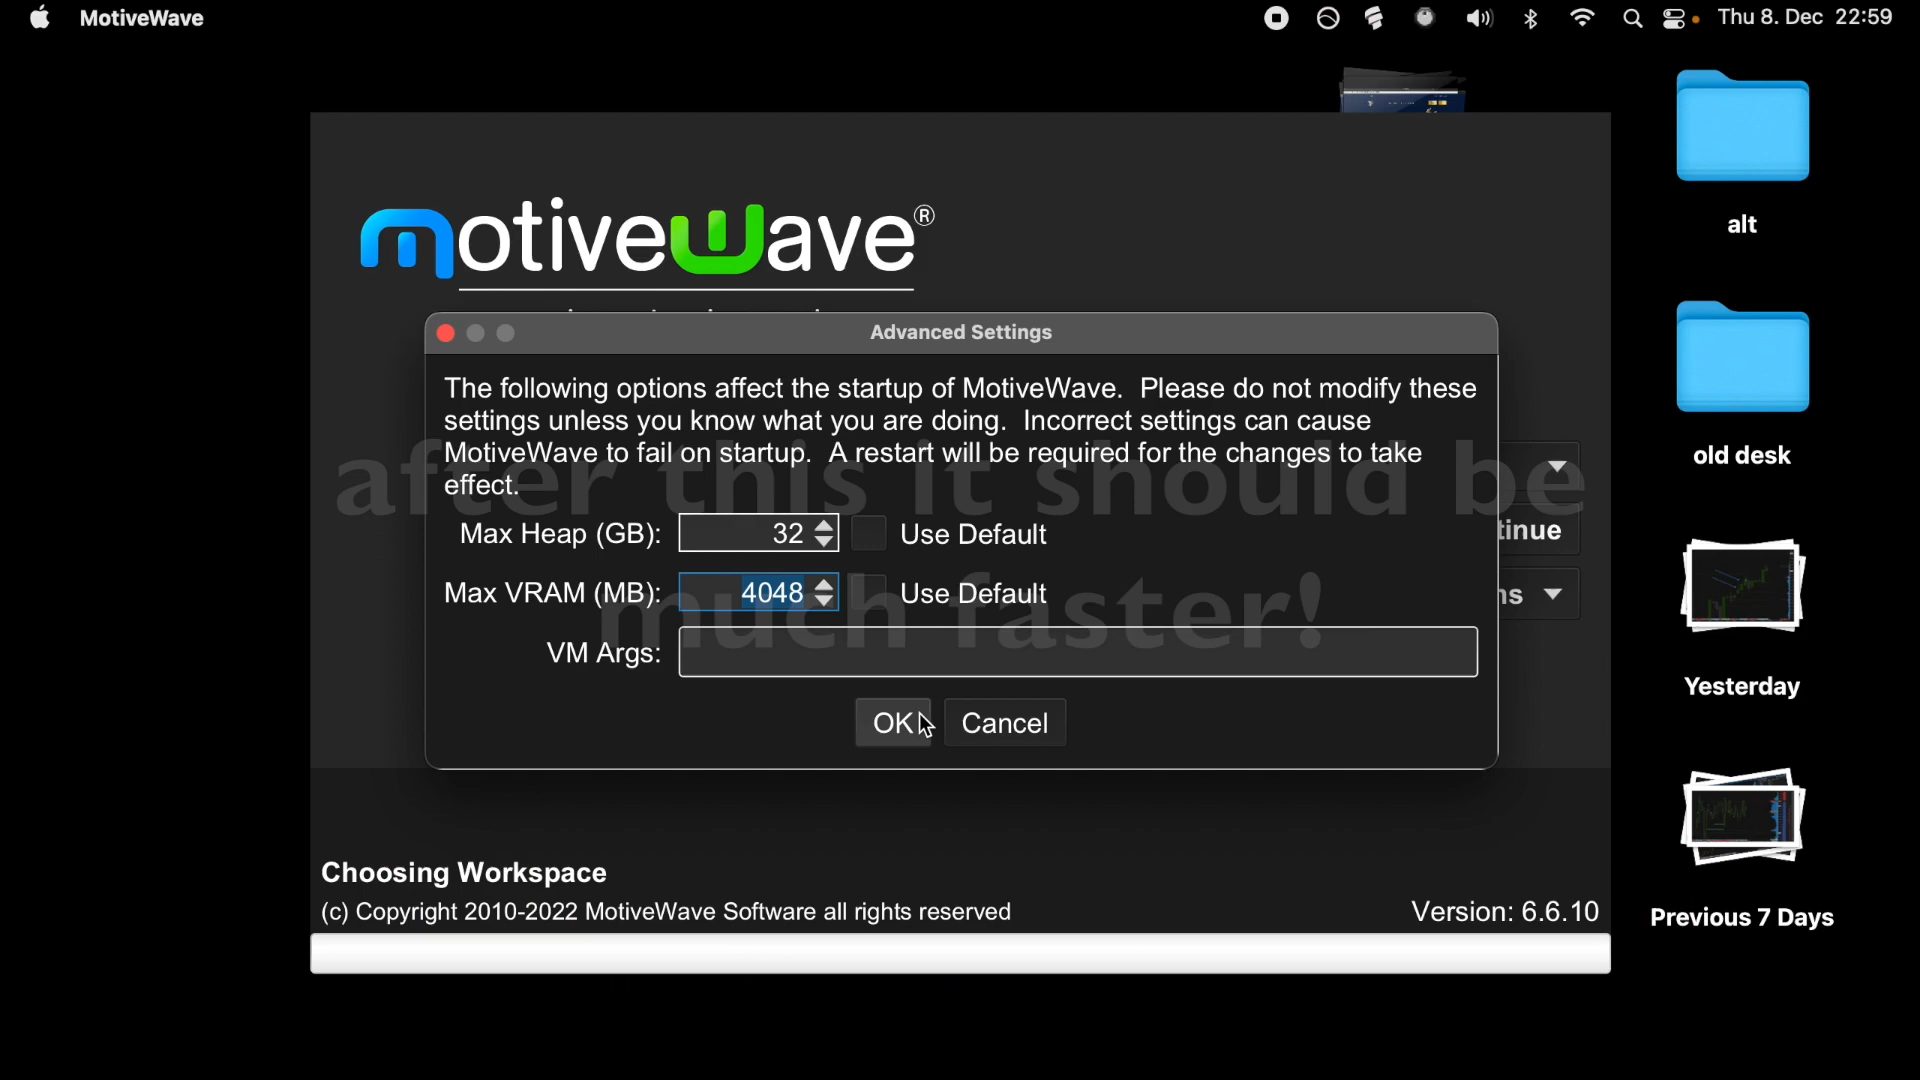 MotiveWave
Thu 8. Dec 22:59
motivewave®
Advanced Settings
The following options affect the startup of MotiveWave. Please do not modify these
settings unless you know what you are doing. Incorrect settings can cause
MotiveWave to fail on startup. A restart will be required for the changes to take
effect.
after this it should be
much faster!
Max Heap (GB): 32 Use Default
tinue
Max VRAM (MB): 4048 Use Default
ns
VM Args:
OK Cancel
Choosing Workspace
(c) Copyright 2010-2022 MotiveWave Software all rights reserved
Version: 6.6.10
alt
old desk
Yesterday
Previous 7 Days